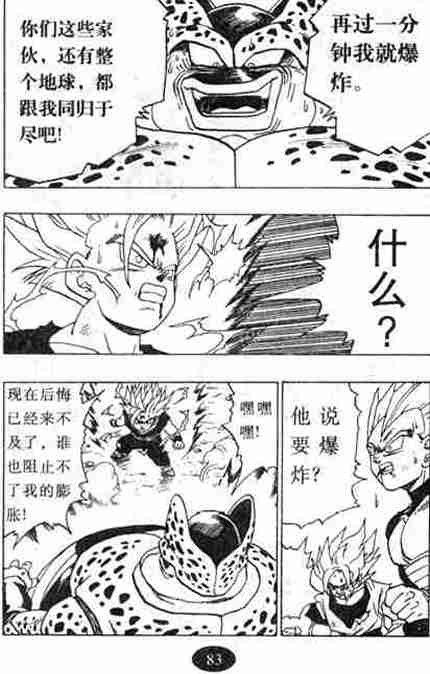 再过一分
钟我就爆
炸。
你们这些家
伙，还有整
个地球，都
跟我同归于
尽吧!
什
么
?
他说
要爆
炸?
嘿嘿
嘿!
现在后悔
已经来不
及了，谁
也阻止不
了我的膨
胀!
83